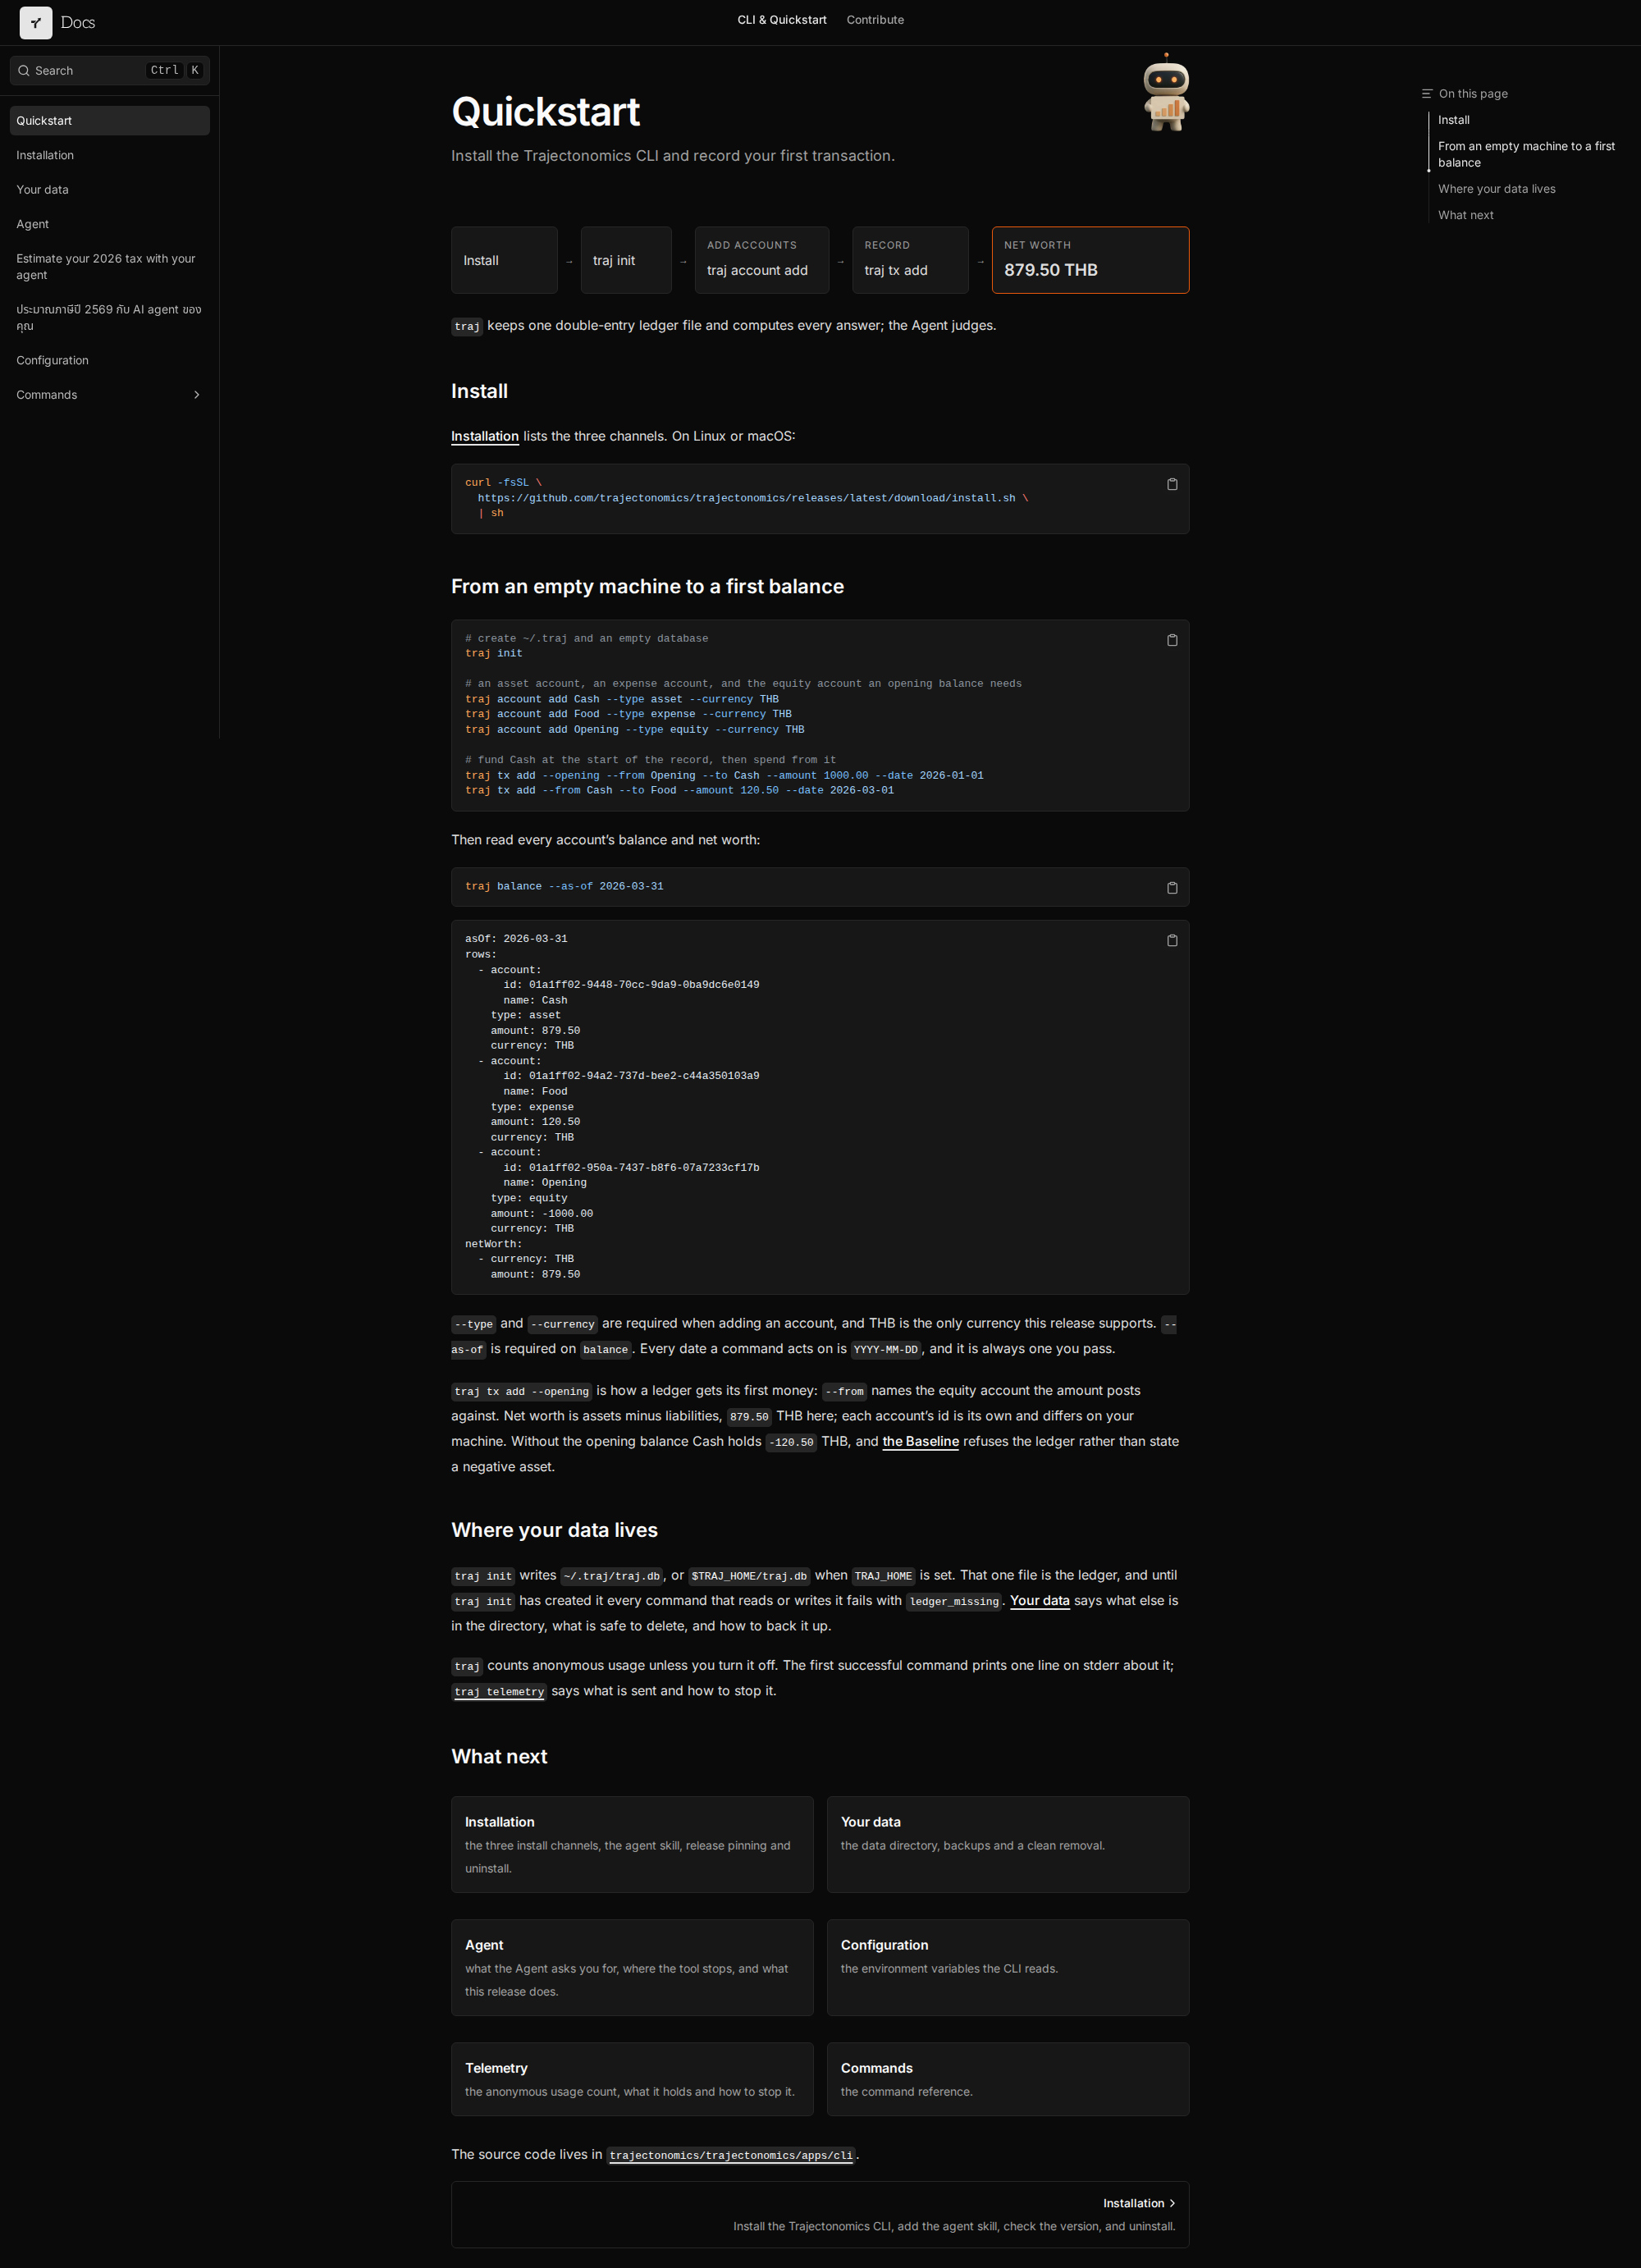 Docs
CLI & Quickstart
Contribute
Search
Ctrl K
Quickstart
Installation
Your data
Agent
Estimate your 2026 tax with your
agent
ประมาณภาษีปี 2569 กับ AI agent ของ
คุณ
Configuration
Commands
Quickstart
Install the Trajectonomics CLI and record your first transaction.
Install
→
traj init
→
ADD ACCOUNTS
traj account add
→
RECORD
traj tx add
→
NET WORTH
879.50 THB
traj keeps one double-entry ledger file and computes every answer; the Agent judges.
Install
Installation lists the three channels. On Linux or macOS:
curl -fsSL \
  https://github.com/trajectonomics/trajectonomics/releases/latest/download/install.sh \
  | sh
From an empty machine to a first balance
# create ~/.traj and an empty database
traj init
# an asset account, an expense account, and the equity account an opening balance needs
traj account add Cash --type asset --currency THB
traj account add Food --type expense --currency THB
traj account add Opening --type equity --currency THB
# fund Cash at the start of the record, then spend from it
traj tx add --opening --from Opening --to Cash --amount 1000.00 --date 2026-01-01
traj tx add --from Cash --to Food --amount 120.50 --date 2026-03-01
Then read every account’s balance and net worth:
traj balance --as-of 2026-03-31
asOf: 2026-03-31
rows:
  - account:
      id: 01a1ff02-9448-70cc-9da9-0ba9dc6e0149
      name: Cash
    type: asset
    amount: 879.50
    currency: THB
  - account:
      id: 01a1ff02-94a2-737d-bee2-c44a350103a9
      name: Food
    type: expense
    amount: 120.50
    currency: THB
  - account:
      id: 01a1ff02-950a-7437-b8f6-07a7233cf17b
      name: Opening
    type: equity
    amount: -1000.00
    currency: THB
netWorth:
  - currency: THB
    amount: 879.50
--type and --currency are required when adding an account, and THB is the only currency this release supports. --
as-of is required on balance. Every date a command acts on is YYYY-MM-DD, and it is always one you pass.
traj tx add --opening is how a ledger gets its first money: --from names the equity account the amount posts
against. Net worth is assets minus liabilities, 879.50 THB here; each account’s id is its own and differs on your
machine. Without the opening balance Cash holds -120.50 THB, and the Baseline refuses the ledger rather than state
a negative asset.
Where your data lives
traj init writes ~/.traj/traj.db, or $TRAJ_HOME/traj.db when TRAJ_HOME is set. That one file is the ledger, and until
traj init has created it every command that reads or writes it fails with ledger_missing. Your data says what else is
in the directory, what is safe to delete, and how to back it up.
traj counts anonymous usage unless you turn it off. The first successful command prints one line on stderr about it;
traj telemetry says what is sent and how to stop it.
What next
Installation
the three install channels, the agent skill, release pinning and
uninstall.
Your data
the data directory, backups and a clean removal.
Agent
what the Agent asks you for, where the tool stops, and what
this release does.
Configuration
the environment variables the CLI reads.
Telemetry
the anonymous usage count, what it holds and how to stop it.
Commands
the command reference.
The source code lives in trajectonomics/trajectonomics/apps/cli.
Installation
Install the Trajectonomics CLI, add the agent skill, check the version, and uninstall.
On this page
Install
From an empty machine to a first
balance
Where your data lives
What next